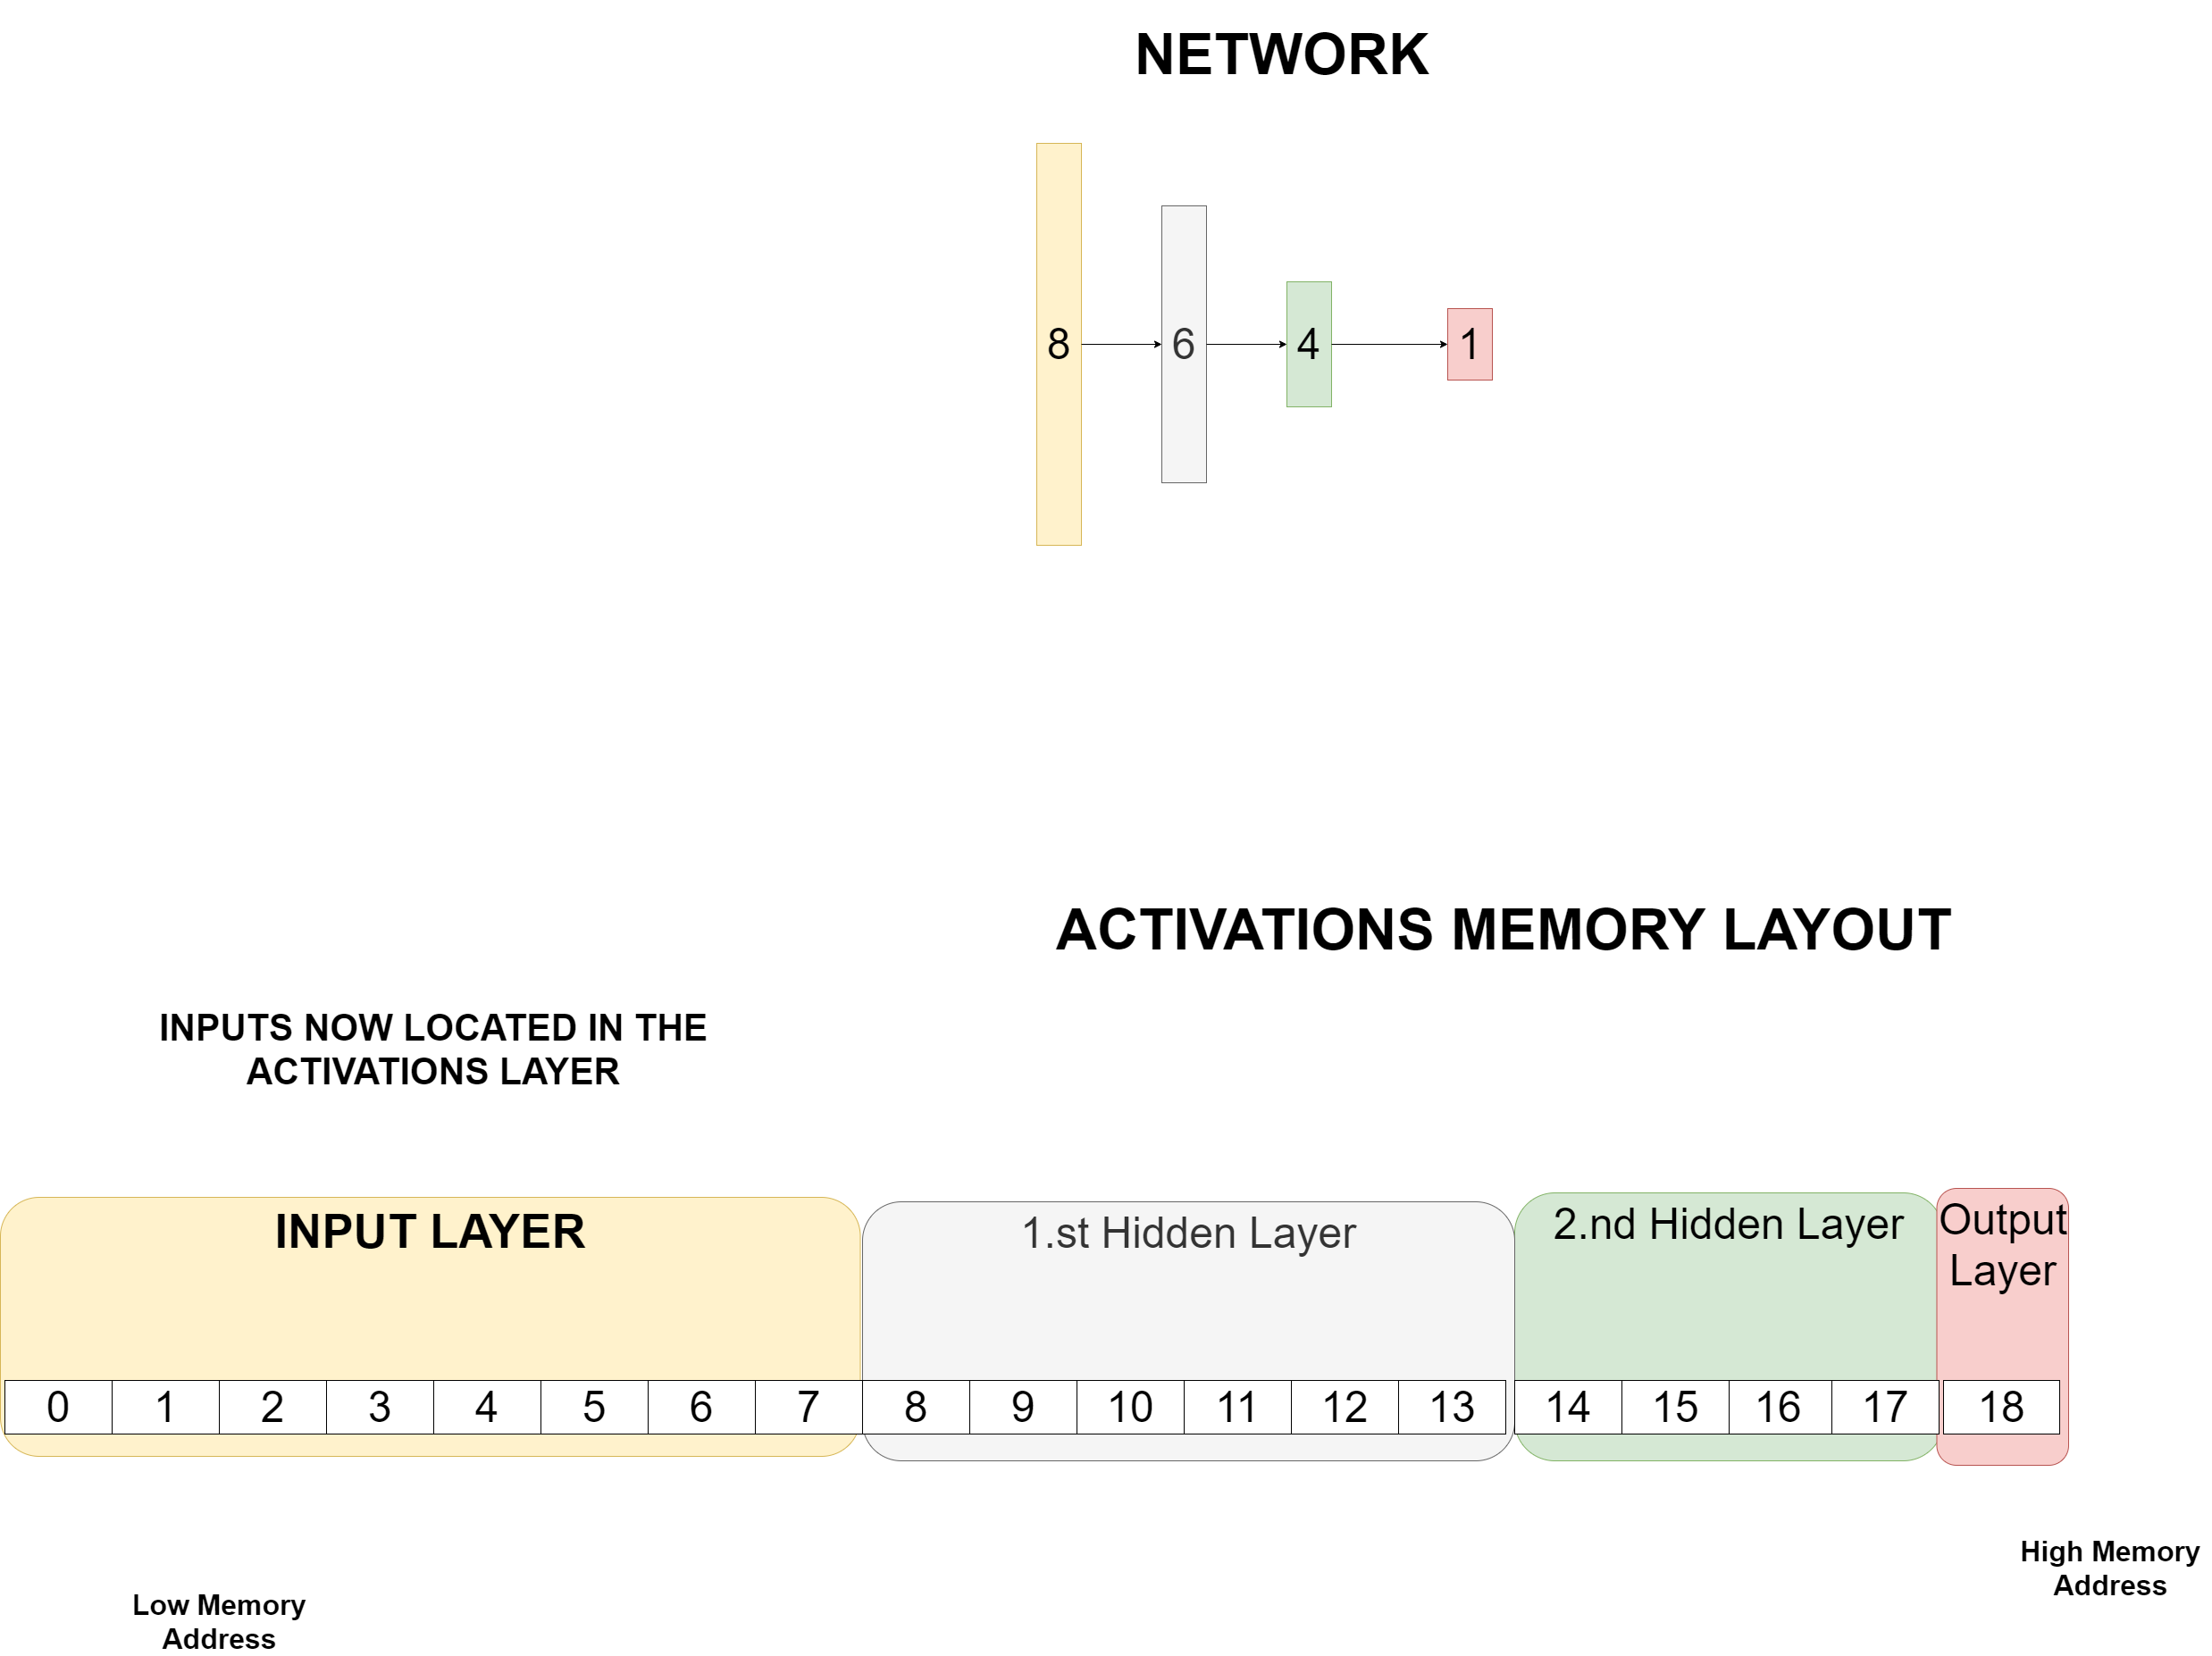 NETWORK
8
6
4
1
ACTIVATIONS MEMORY LAYOUT
INPUTS NOW LOCATED IN THE
ACTIVATIONS LAYER
INPUT LAYER
1.st Hidden Layer
2.nd Hidden Layer
Output
Layer
0 1 2 3 4 5 6 7 8 9 10 11 12 13 14 15 16 17 18
Low Memory
Address
High Memory
Address